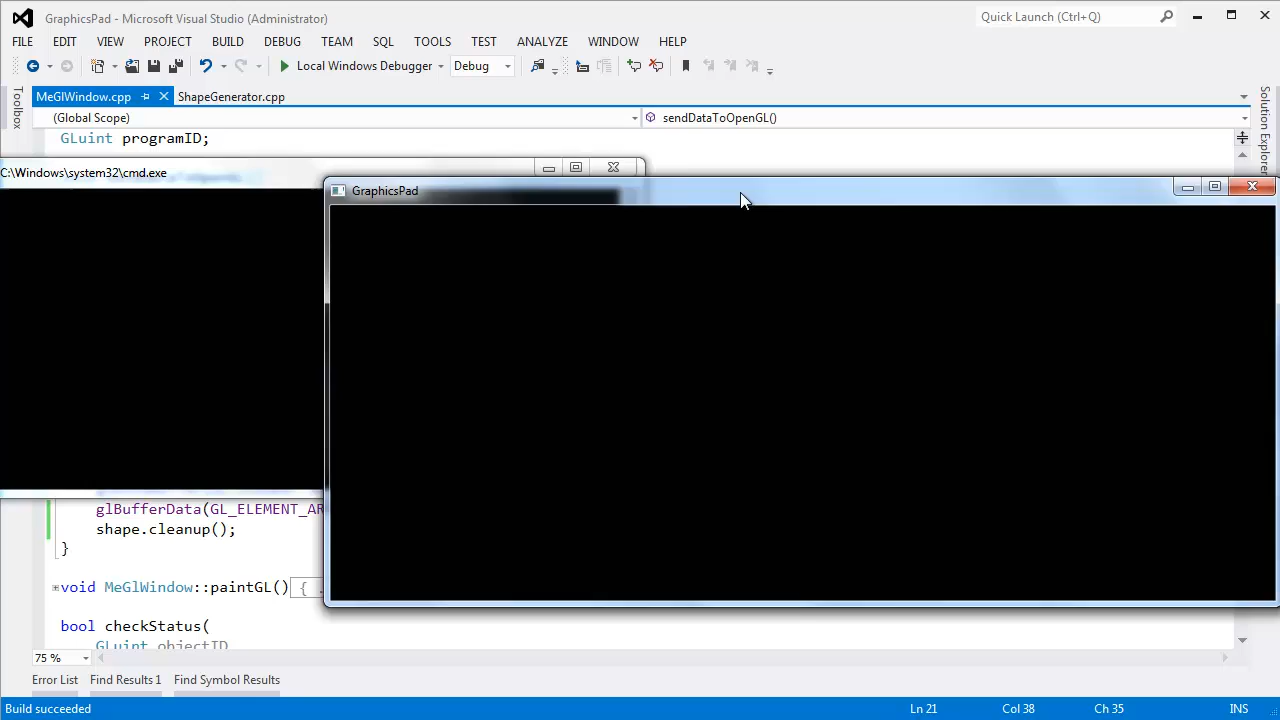 GraphicsPad - Microsoft Visual Studio (Administrator)
Quick Launch (Ctrl+Q)
FILE EDIT VIEW PROJECT BUILD DEBUG TEAM SQL TOOLS TEST ANALYZE WINDOW HELP
Local Windows Debugger Debug
MeGlWindow.cpp ShapeGenerator.cpp
Toolbox
Solution Explorer
(Global Scope) sendDataToOpenGL()
GLuint programID;
C:\Windows\system32\cmd.exe
GraphicsPad
glBufferData(GL_ELEMENT_AR
shape.cleanup();
}
void MeGlWindow::paintGL(){ .
bool checkStatus(
GLuint objectID
75 %
Error List Find Results 1 Find Symbol Results
Build succeeded Ln 21 Col 38 Ch 35 INS